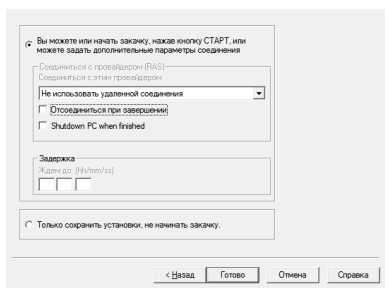 Вы можете или начать закачку, нажав кнопку СТАРТ, или
можете задать дополнительные параметры соединения
Соединиться с провайдером (RAS)
Соединиться с этим провайдером
Не использовать удаленной соединения
Отсоединиться при завершении
Shutdown PC when finished
Задержка
Ждем до: (hh/mm/ss)
Только сохранить установки, не начинать закачку.
< Назад
Готово
Отмена
Справка